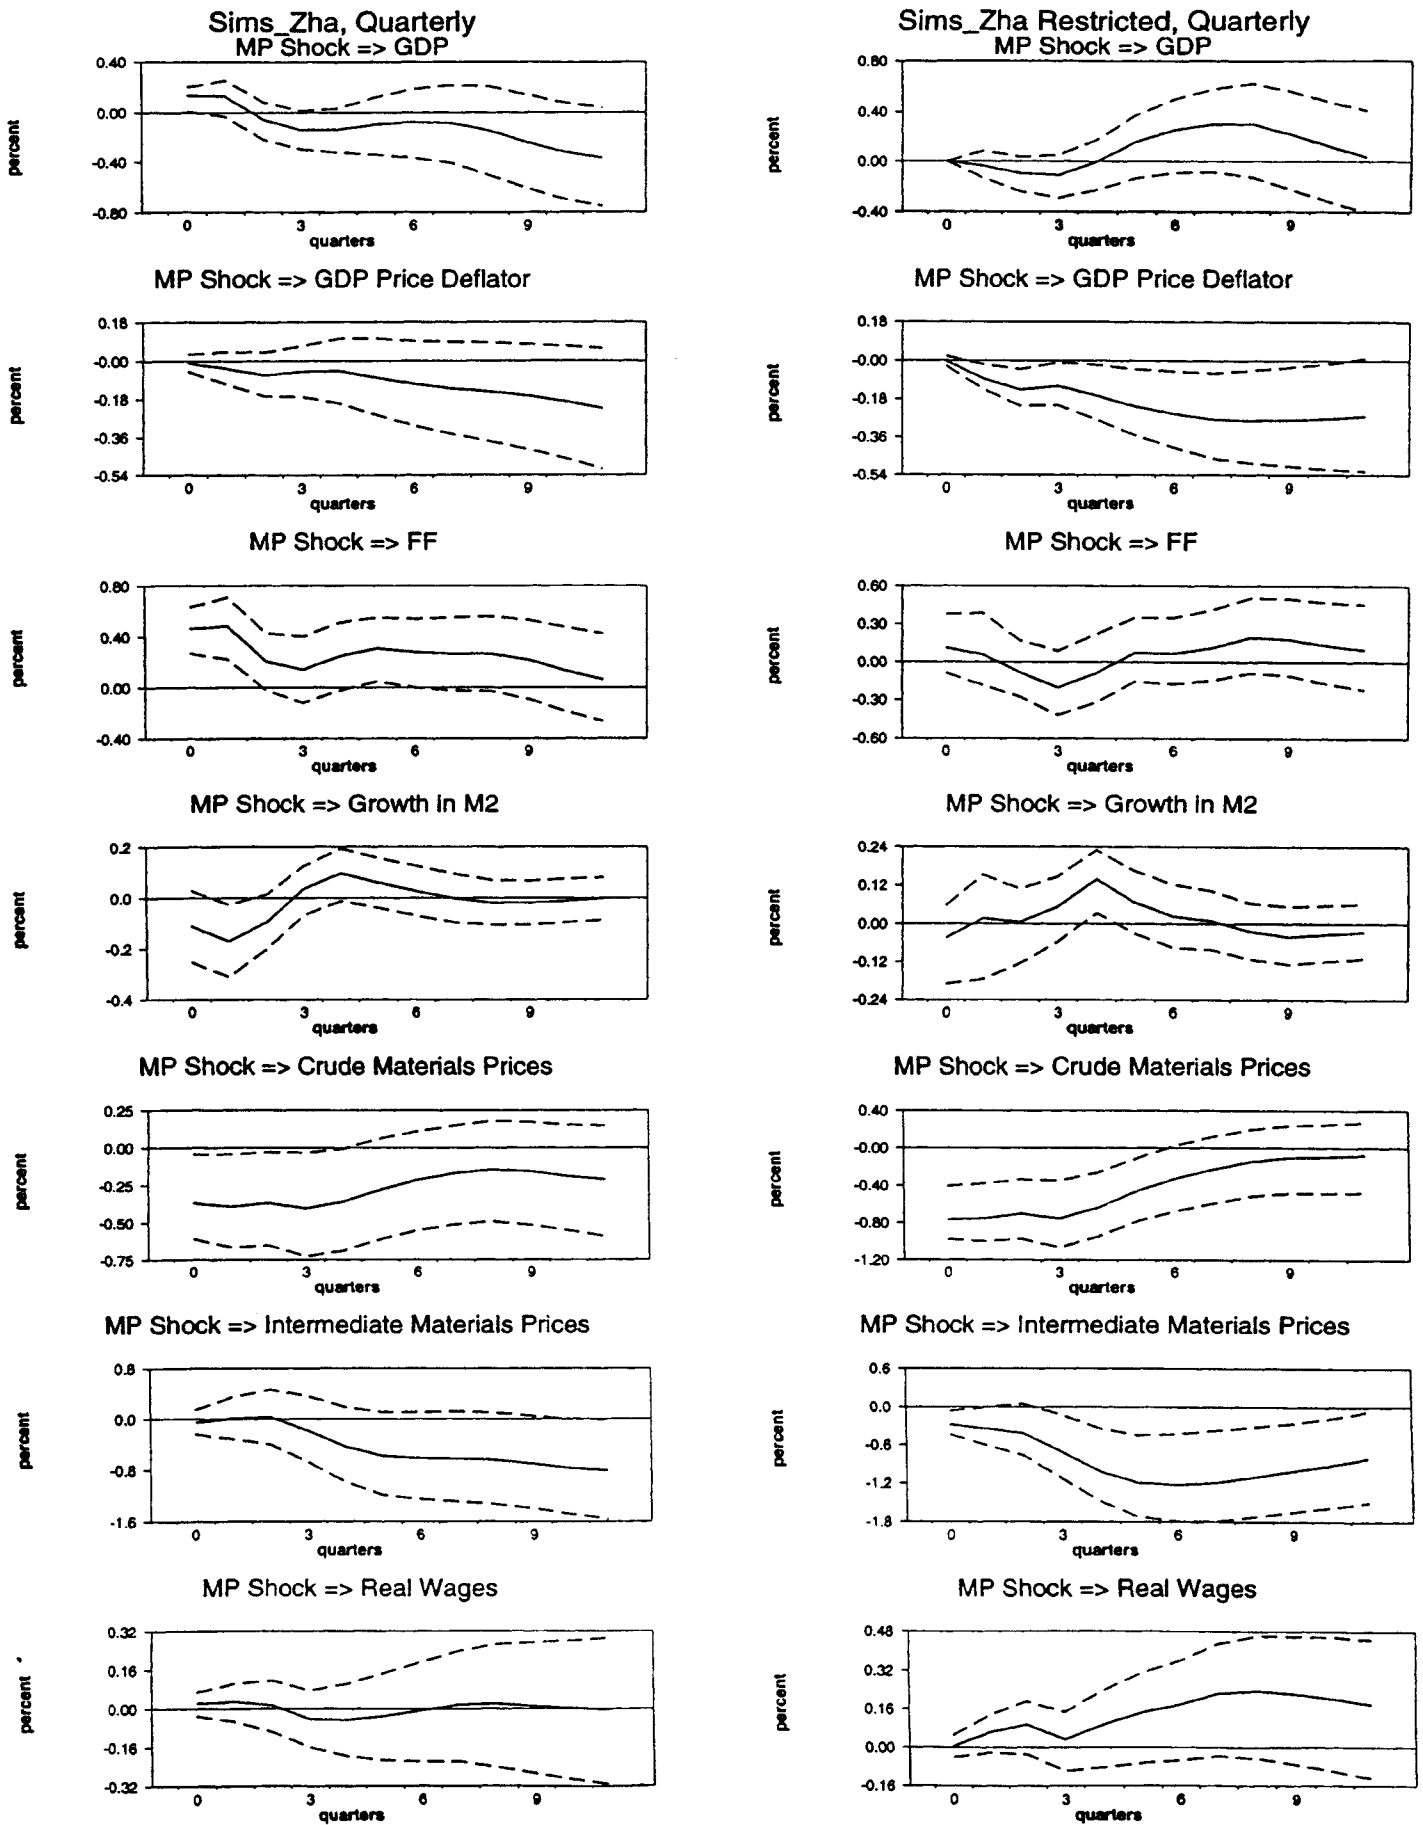 Sims_Zha, Quarterly
MP Shock => GDP
0.40
0.00
-0.40
-0.80
percent
0 3 6 9
quarters
MP Shock => GDP Price Deflator
0.18
-0.00
-0.18
-0.36
-0.54
percent
0 3 6 9
quarters
MP Shock => FF
0.80
0.40
0.00
-0.40
percent
0 3 6 9
quarters
MP Shock => Growth in M2
0.2
0.0
-0.2
-0.4
percent
0 3 6 9
quarters
MP Shock => Crude Materials Prices
0.25
0.00
-0.25
-0.50
-0.75
percent
0 3 6 9
quarters
MP Shock => Intermediate Materials Prices
0.8
0.0
-0.8
-1.6
percent
0 3 6 9
quarters
MP Shock => Real Wages
0.32
0.16
0.00
-0.16
-0.32
percent
0 3 6 9
quarters
Sims_Zha Restricted, Quarterly
MP Shock => GDP
0.80
0.40
0.00
-0.40
percent
0 3 6 9
quarters
MP Shock => GDP Price Deflator
0.18
-0.00
-0.18
-0.36
-0.54
percent
0 3 6 9
quarters
MP Shock => FF
0.60
0.30
0.00
-0.30
-0.60
percent
0 3 6 9
quarters
MP Shock => Growth in M2
0.24
0.12
0.00
-0.12
-0.24
percent
0 3 6 9
quarters
MP Shock => Crude Materials Prices
0.40
-0.00
-0.40
-0.80
-1.20
percent
0 3 6 9
quarters
MP Shock => Intermediate Materials Prices
0.6
0.0
-0.6
-1.2
-1.8
percent
0 3 6 9
quarters
MP Shock => Real Wages
0.48
0.32
0.16
0.00
-0.16
percent
0 3 6 9
quarters